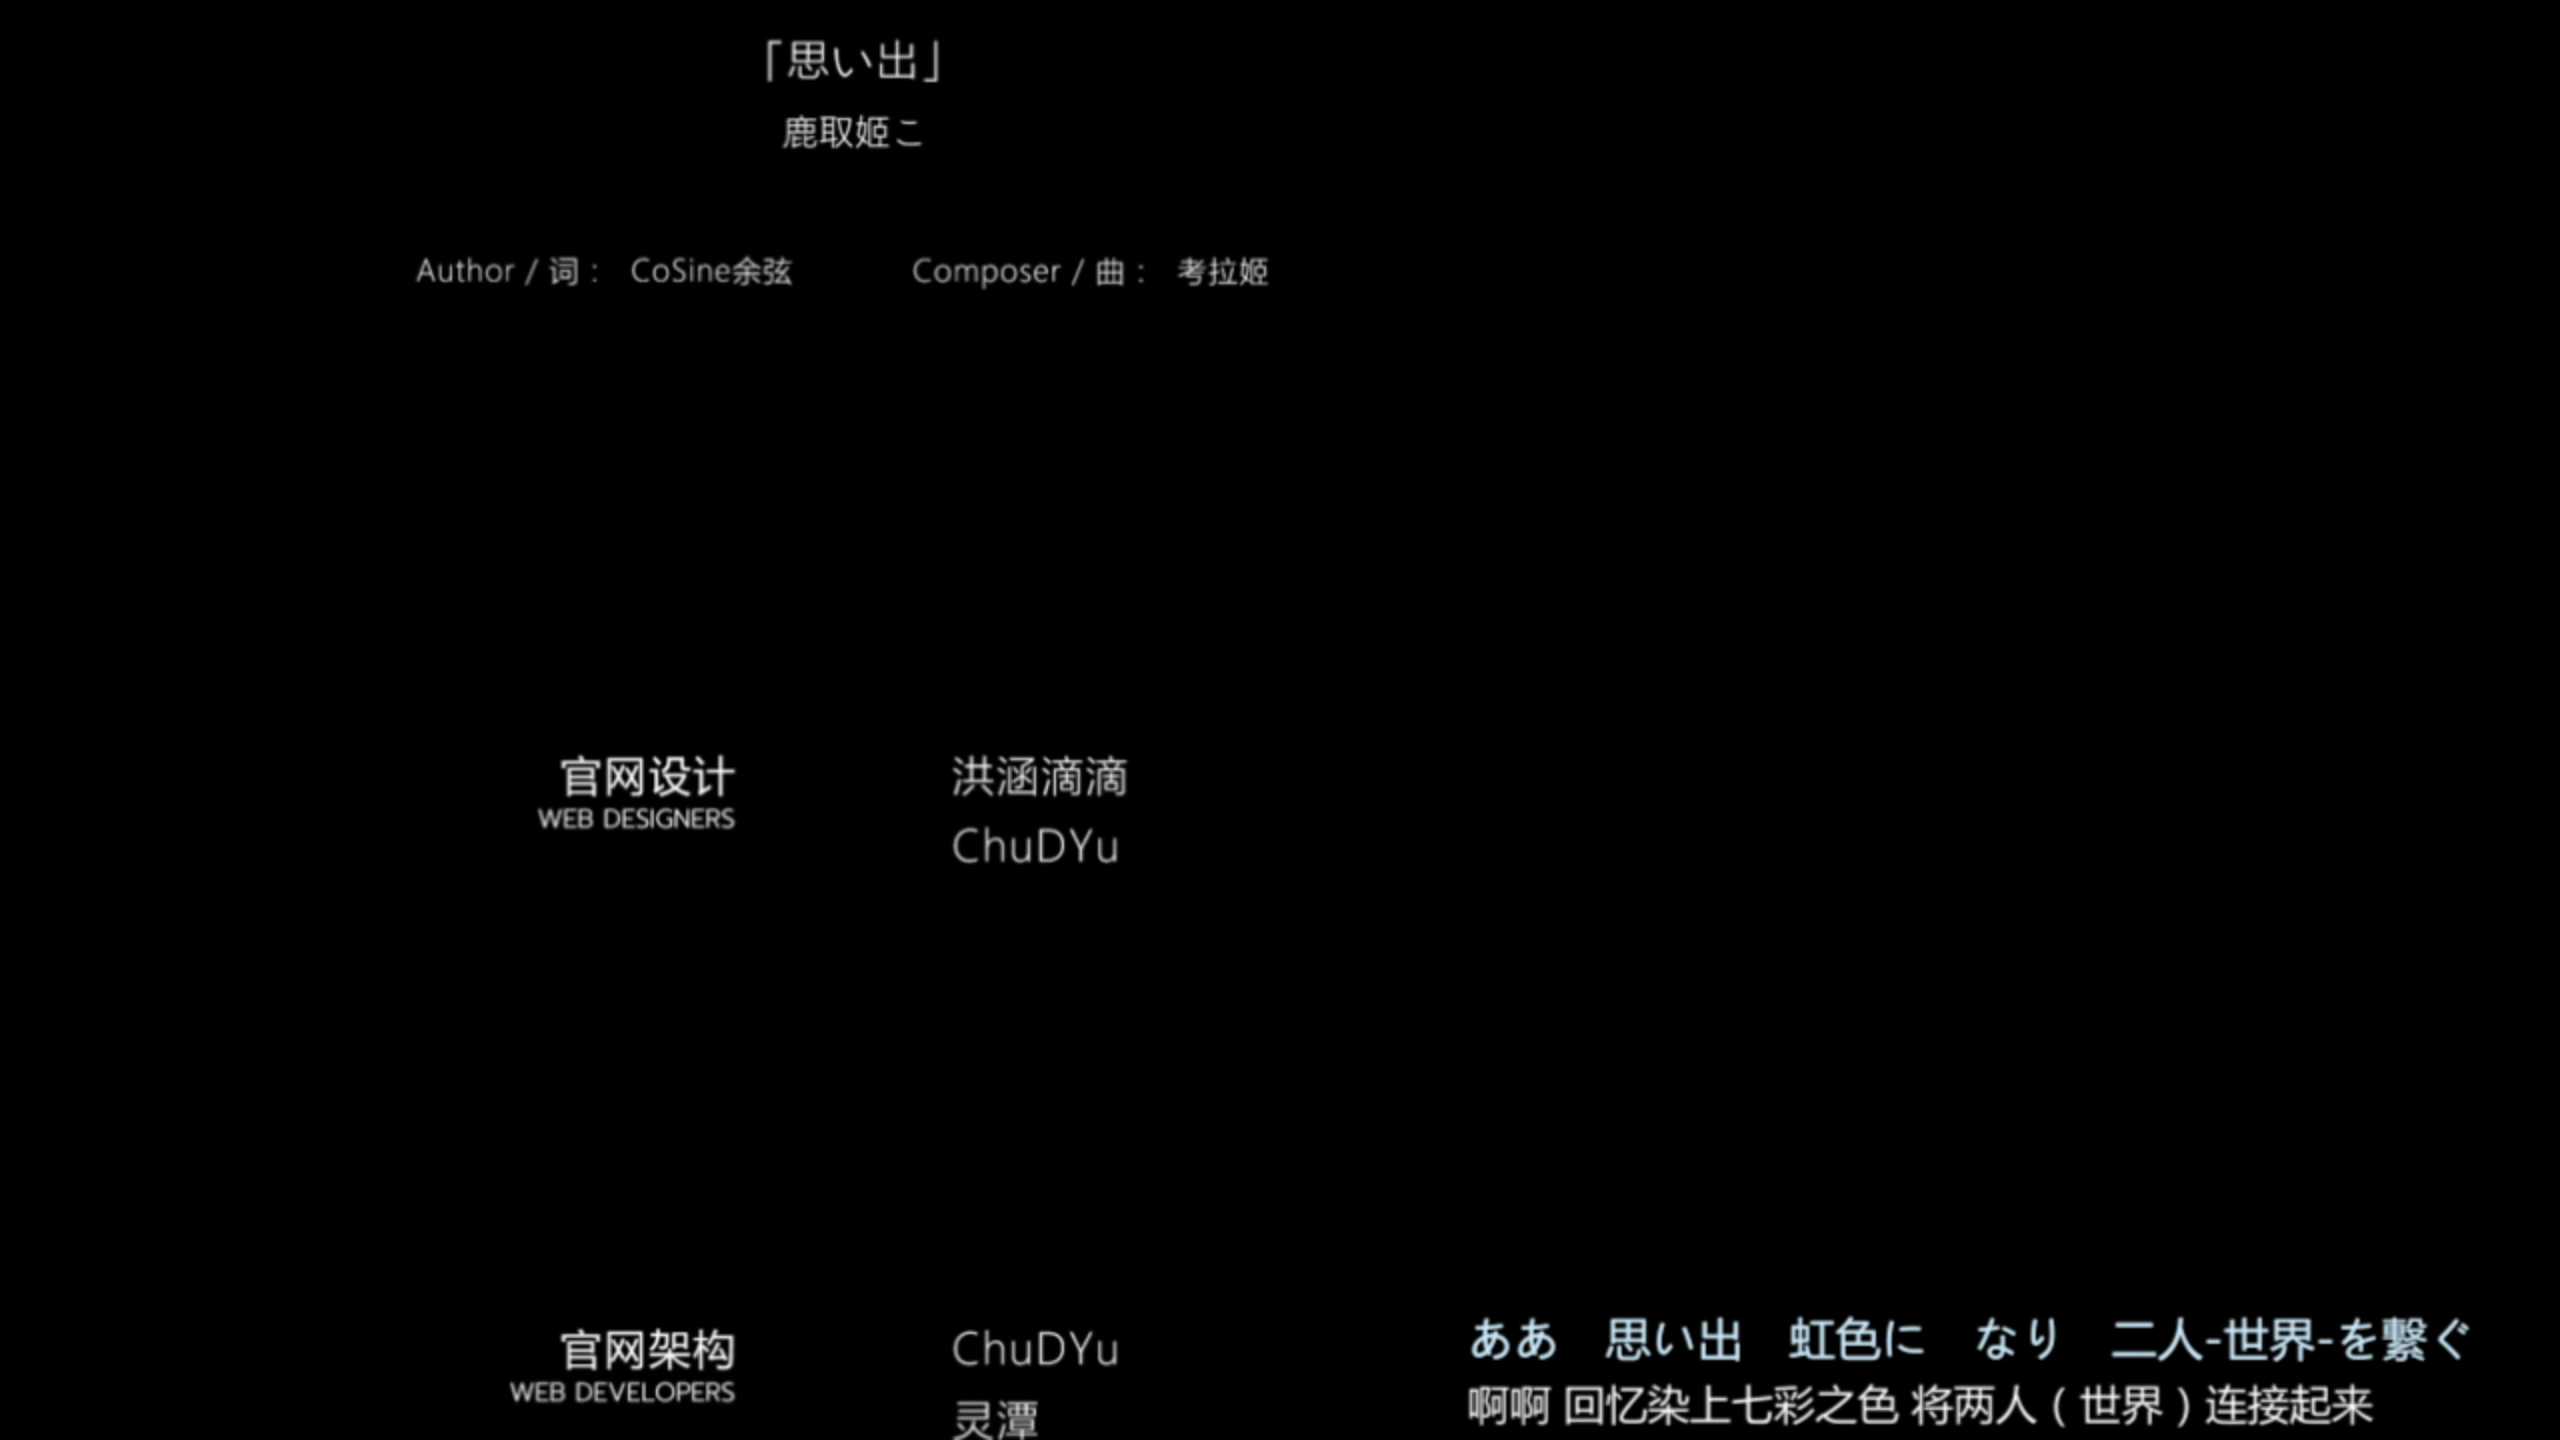 「思い出」
鹿取姬こ
Author / 词： CoSine余弦 Composer / 曲： 考拉姬
官网设计 洪涵滴滴
WEB DESIGNERS
ChuDYu
官网架构 ChuDYu
WEB DEVELOPERS
灵潭
ああ 思い出 虹色に なり 二人-世界-を繋ぐ
啊啊 回忆染上七彩之色 将两人（世界）连接起来